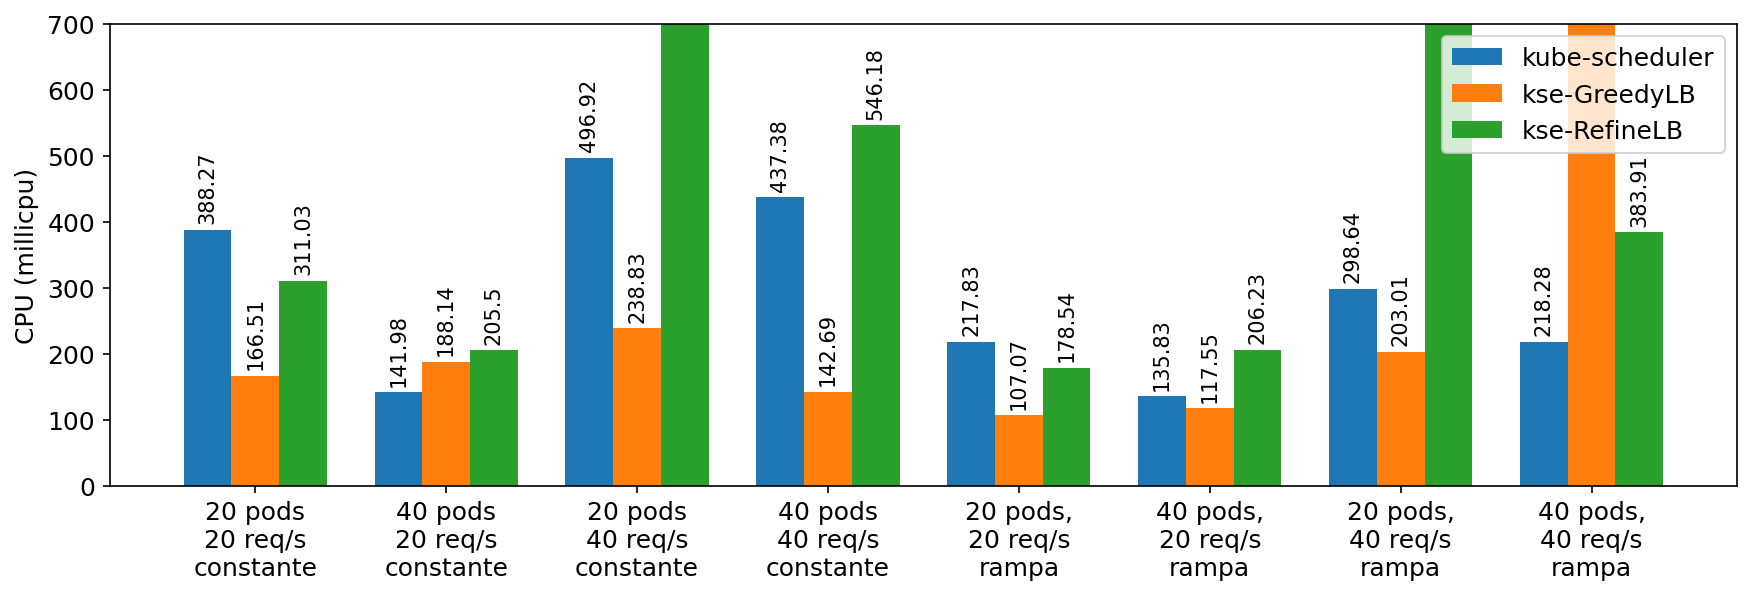 700
600
500
400
300
200
100
0
CPU (millicpu)
388.27
166.51
311.03
141.98
188.14
205.5
496.92
238.83
437.38
142.69
546.18
217.83
107.07
178.54
135.83
117.55
206.23
298.64
203.01
218.28
383.91
kube-scheduler
kse-GreedyLB
kse-RefineLB
20 pods
20 req/s
constante
40 pods
20 req/s
constante
20 pods
40 req/s
constante
40 pods
40 req/s
constante
20 pods,
20 req/s
rampa
40 pods,
20 req/s
rampa
20 pods,
40 req/s
rampa
40 pods,
40 req/s
rampa